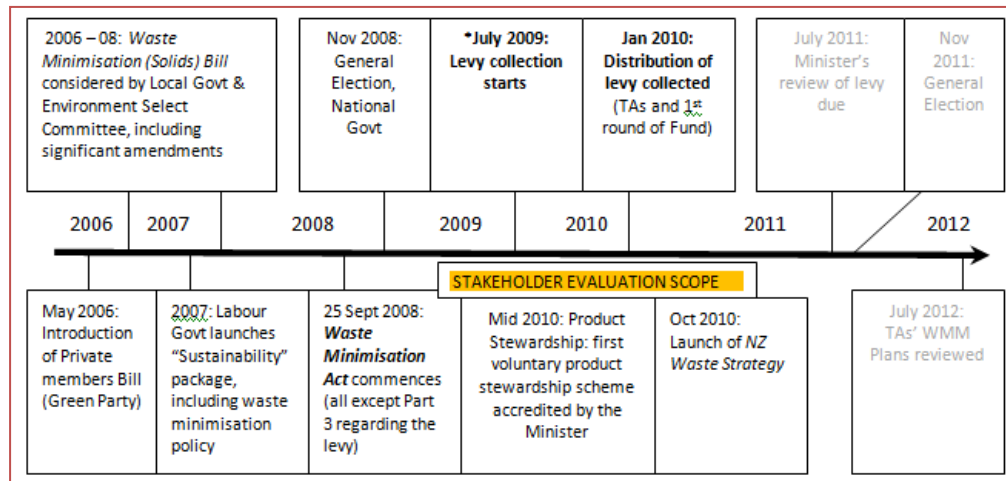 2006 – 08: Waste
Minimisation (Solids) Bill
considered by Local Govt &
Environment Select
Committee, including
significant amendments
Nov 2008:
General
Election,
National
Govt
*July 2009:
Levy collection
starts
Jan 2010:
Distribution of
levy collected
(TAs and 1st
round of Fund)
July 2011:
Minister's
review of levy
due
Nov
2011:
General
Election
2006
2007
2008
2009
2010
2011
2012
STAKEHOLDER EVALUATION SCOPE
May 2006:
Introduction
of Private
members Bill
(Green Party)
2007: Labour
Govt launches
“Sustainability”
package,
including waste
minimisation
policy
25 Sept 2008:
Waste
Minimisation
Act commences
(all except Part
3 regarding the
levy)
Mid 2010: Product
Stewardship: first
voluntary product
stewardship scheme
accredited by the
Minister
Oct 2010:
Launch of NZ
Waste Strategy
July 2012:
TAs' WMM
Plans reviewed